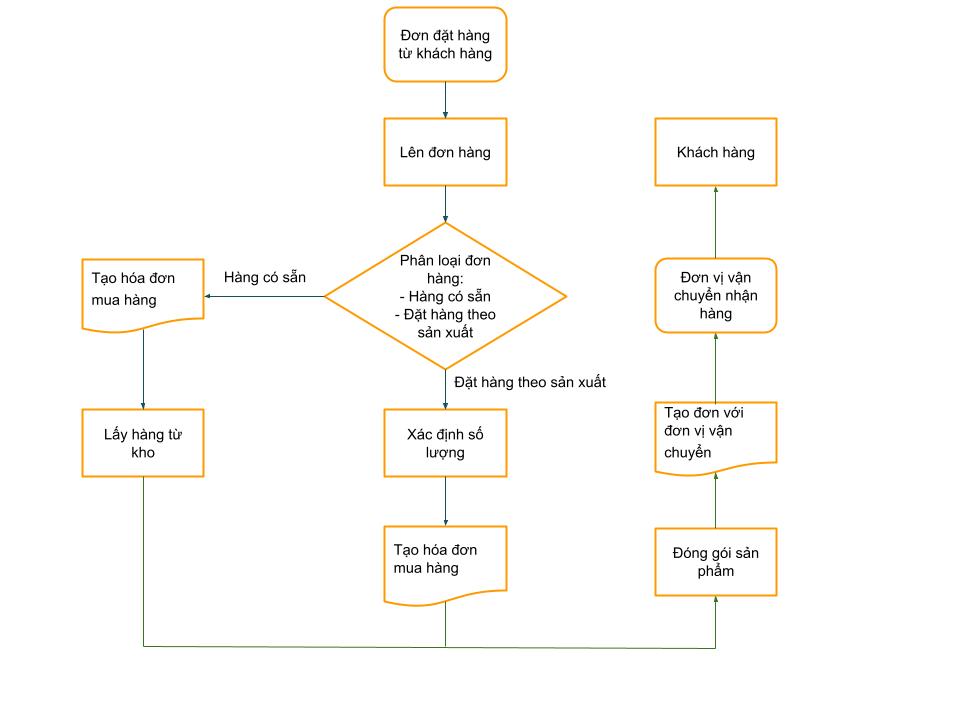 Đơn đặt hàng
từ khách hàng
Lên đơn hàng
Phân loại đơn
hàng:
- Hàng có sẵn
- Đặt hàng theo
sản xuất
Hàng có sẵn
Tạo hóa đơn
mua hàng
Lấy hàng từ
kho
Đặt hàng theo sản xuất
Xác định số
lượng
Tạo hóa đơn
mua hàng
Đóng gói sản
phẩm
Tạo đơn với
đơn vị vận
chuyển
Đơn vị vận
chuyển nhận
hàng
Khách hàng